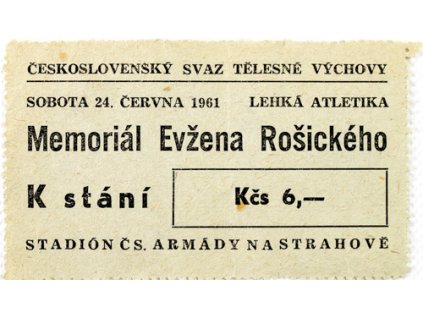 ČESKOSLOVENSKÝ SVAZ TĚLESNÉ VÝCHOVY
SOBOTA 24. ČERVNA 1961 LEHKÁ ATLETIKA
Memoriál Evžena Rošického
K stání Kčs 6,—
STADIÓN ČS. ARMÁDY NA STRAHOVĚ